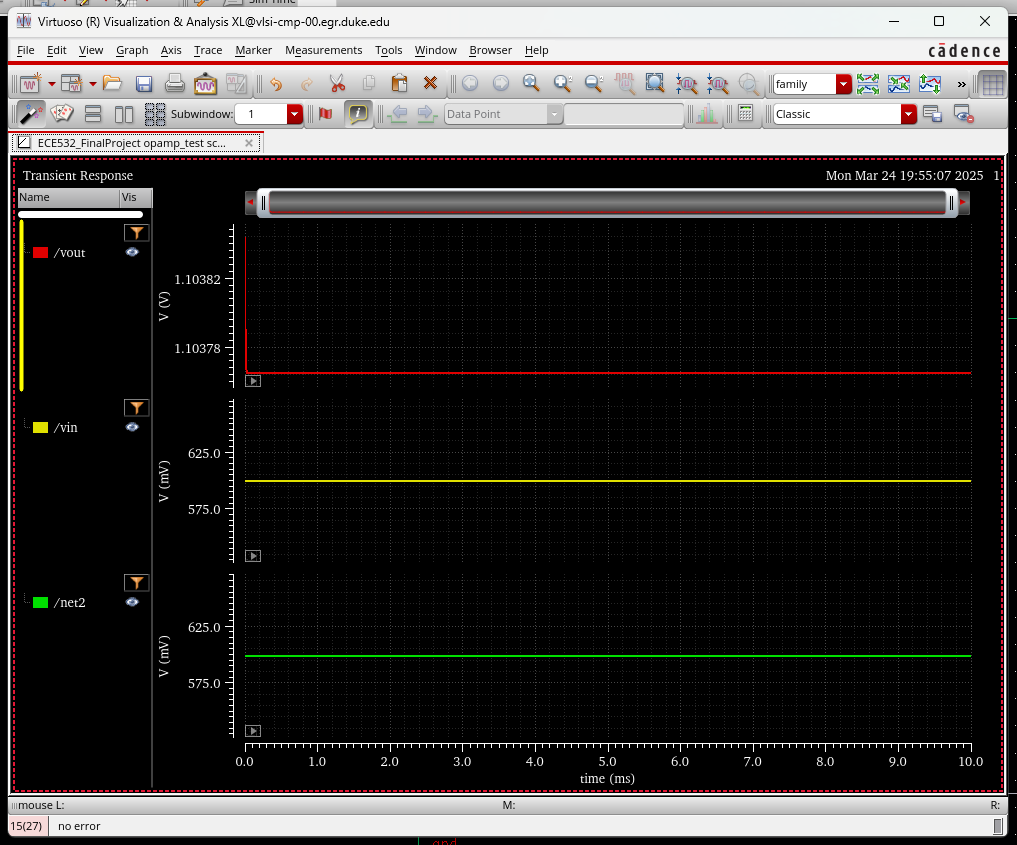 Sim Time
Virtuoso (R) Visualization & Analysis XL@vlsi-cmp-00.egr.duke.edu
File Edit View Graph Axis Trace Marker Measurements Tools Window Browser Help
cādence
family
»
Subwindow: 1
Data Point
Classic
ECE532_FinalProject opamp_test sc...
Transient Response
Mon Mar 24 19:55:07 2025 1
Name Vis
/vout
V (V)
1.10382
1.10378
/vin
V (mV)
625.0
575.0
/net2
V (mV)
625.0
575.0
0.0 1.0 2.0 3.0 4.0 5.0 6.0 7.0 8.0 9.0 10.0
time (ms)
mouse L: M: R:
15(27) no error